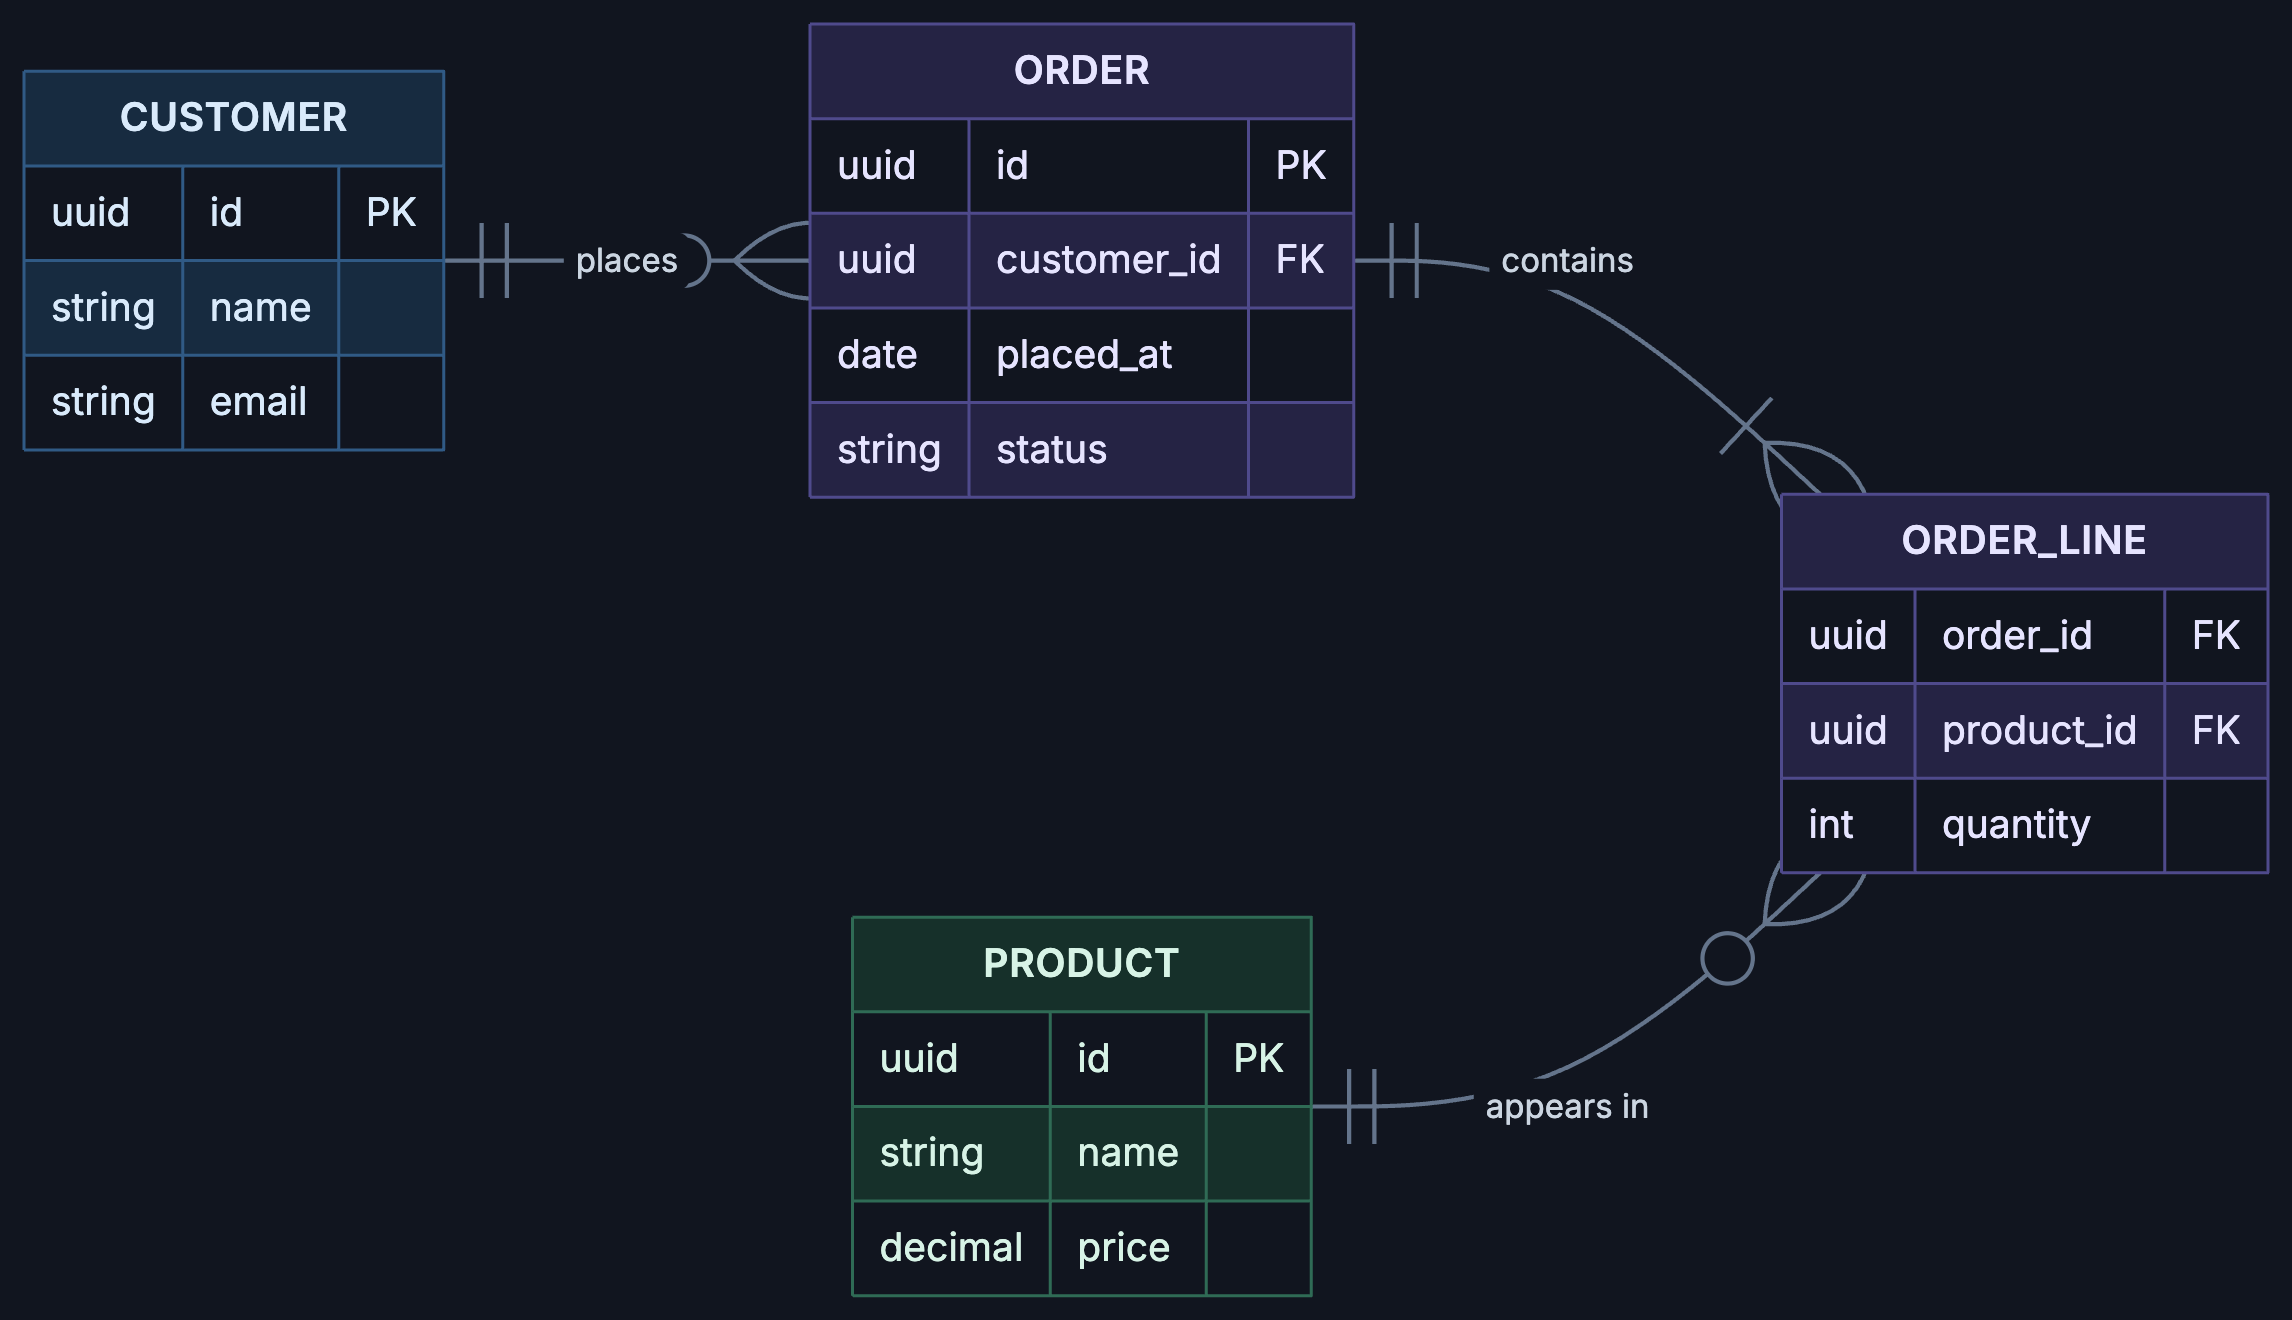 CUSTOMER
uuid id PK
string name
string email
places
ORDER
uuid id PK
uuid customer_id FK
date placed_at
string status
contains
ORDER_LINE
uuid order_id FK
uuid product_id FK
int quantity
PRODUCT
uuid id PK
string name
decimal price
appears in